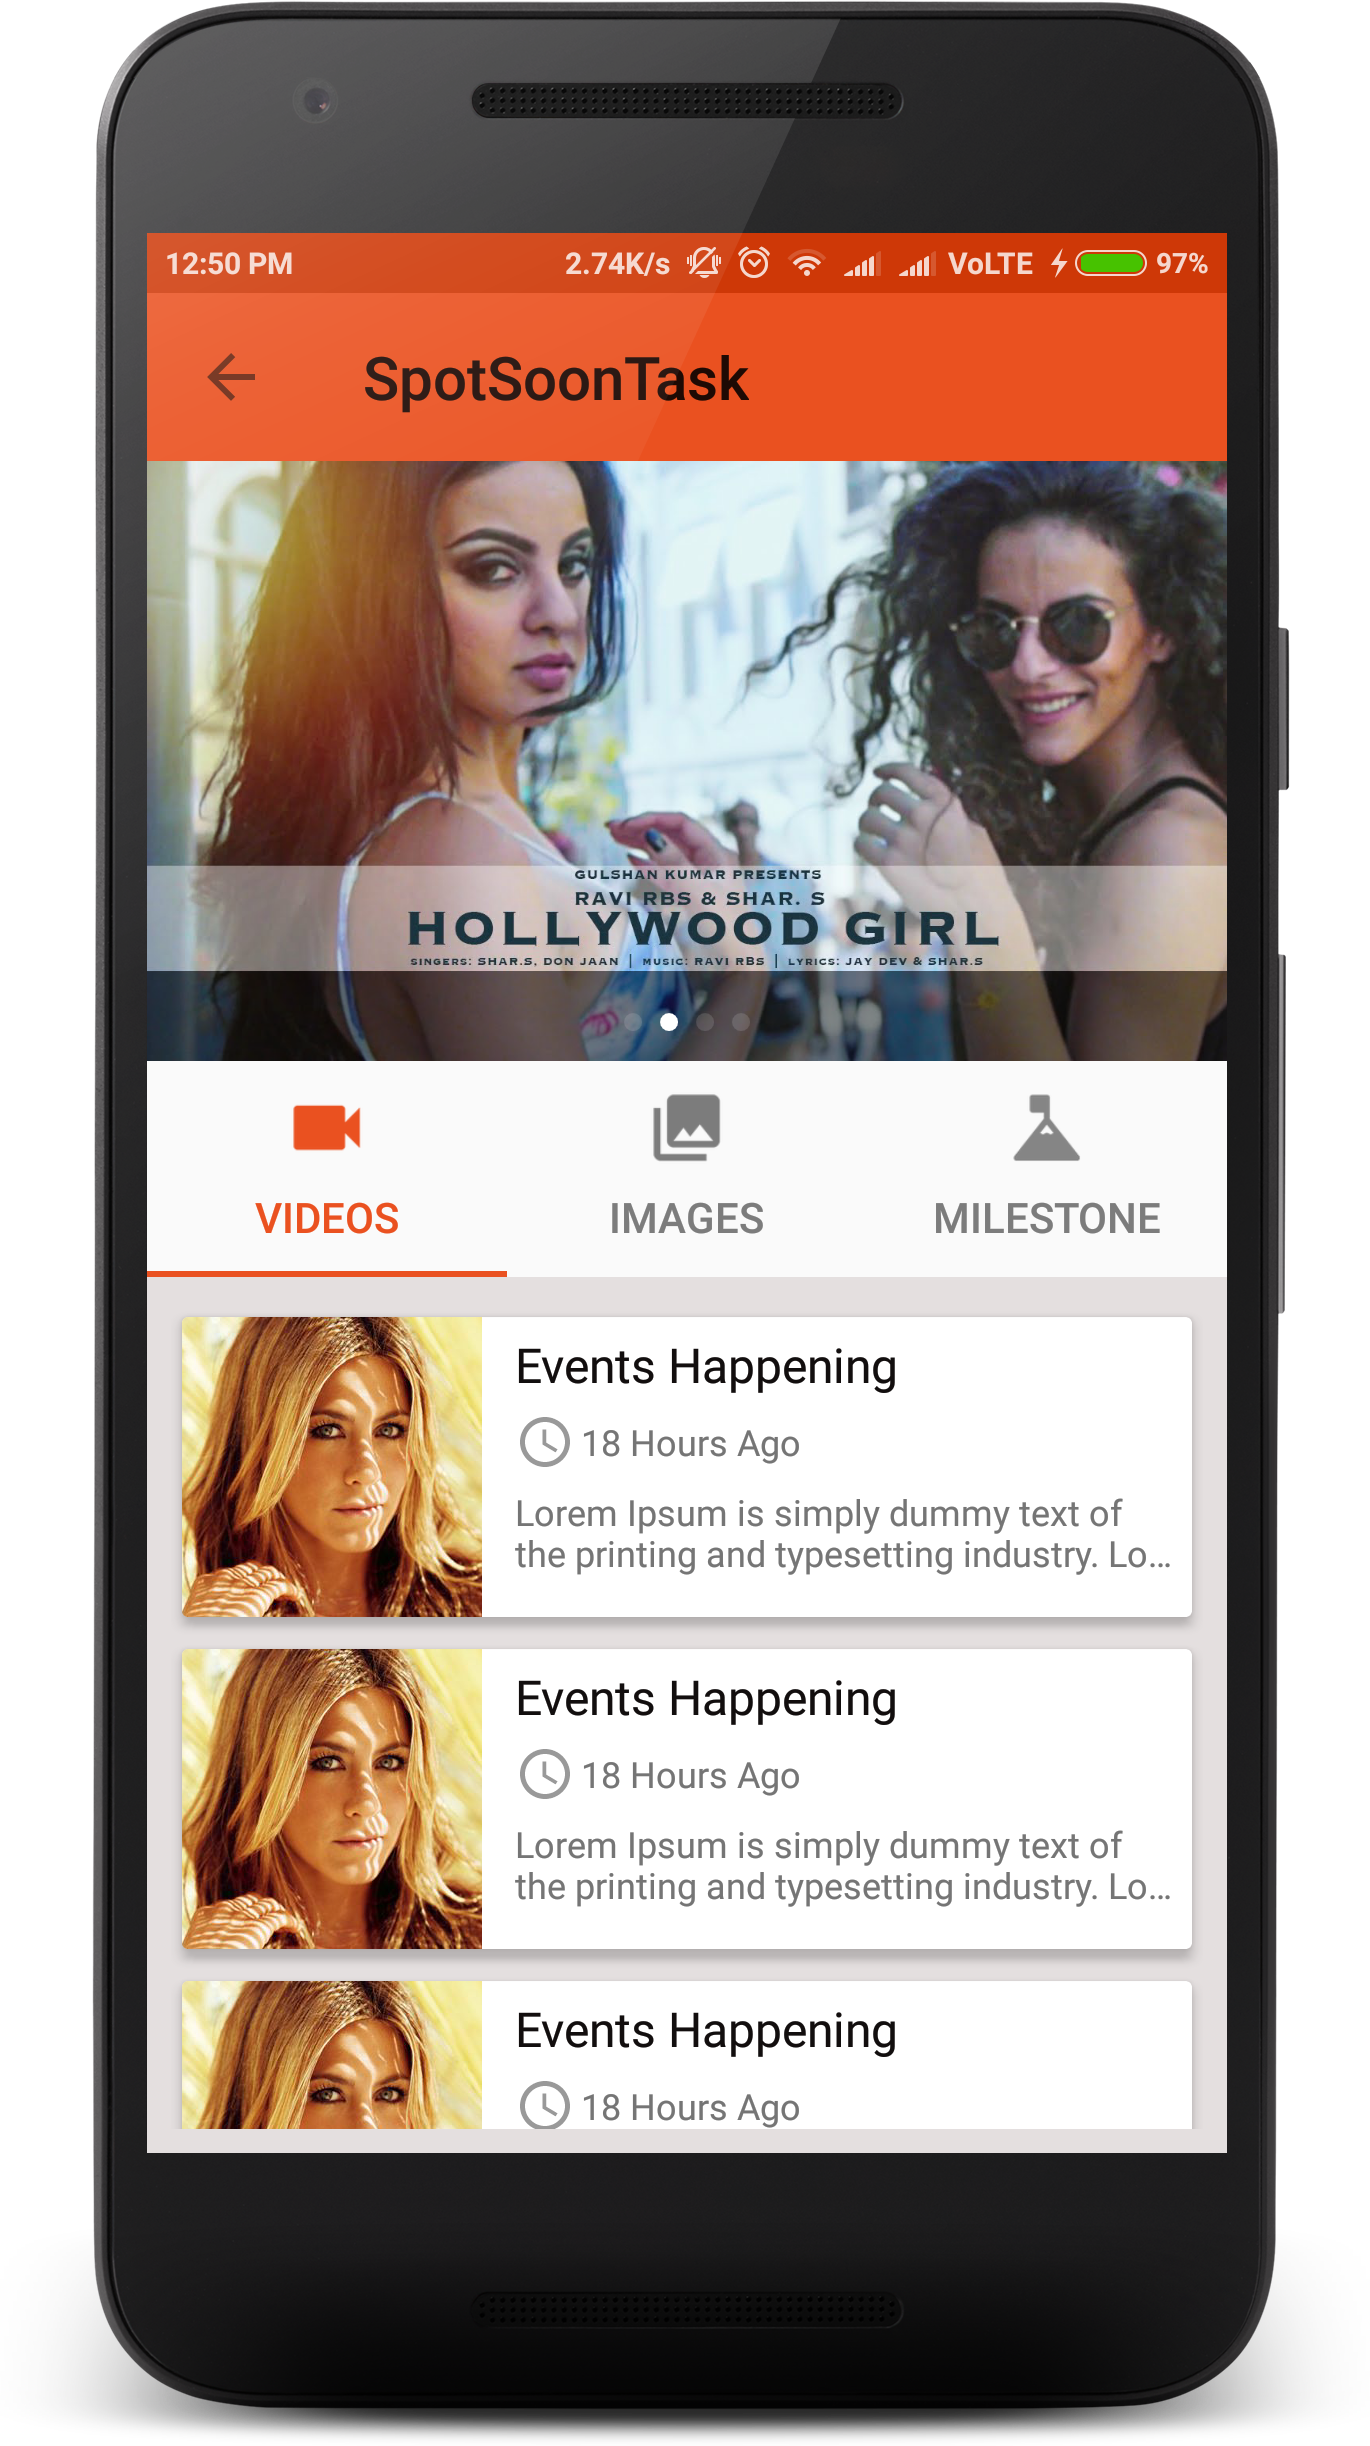 12:50 PM 2.74K/s VoLTE 97%
SpotSoonTask
GULSHAN KUMAR PRESENTS
RAVI RBS & SHAR. S
HOLLYWOOD GIRL
SINGERS: SHAR.S, DON JAAN | MUSIC: RAVI RBS | LYRICS: JAY DEV & SHAR.S
VIDEOS IMAGES MILESTONE
Events Happening
18 Hours Ago
Lorem Ipsum is simply dummy text of
the printing and typesetting industry. Lo...
Events Happening
18 Hours Ago
Lorem Ipsum is simply dummy text of
the printing and typesetting industry. Lo...
Events Happening
18 Hours Ago